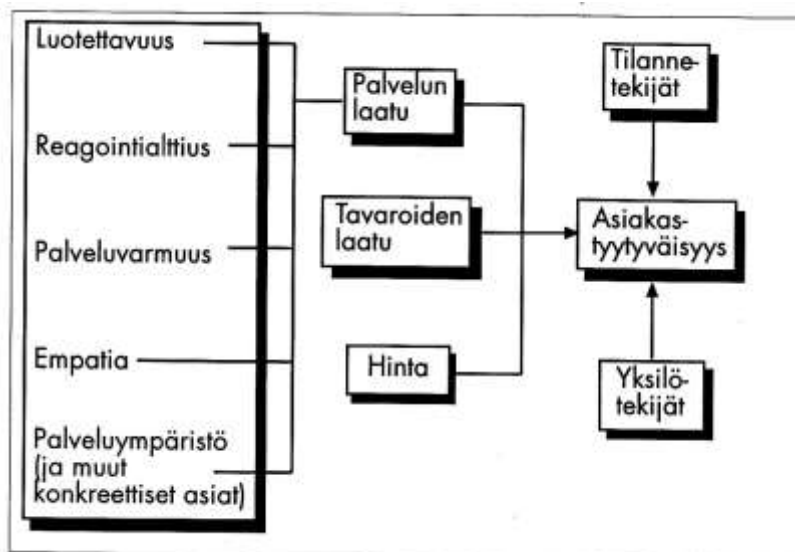 Luotettavuus
Reagointialttius
Palveluvarmuus
Empatia
Palveluympäristö
(ja muut
konkreettiset asiat)
Palvelun
laatu
Tavaroiden
laatu
Hinta
Tilanne-
tekijät
Asiakas-
tyytyväisyys
Yksilö-
tekijät